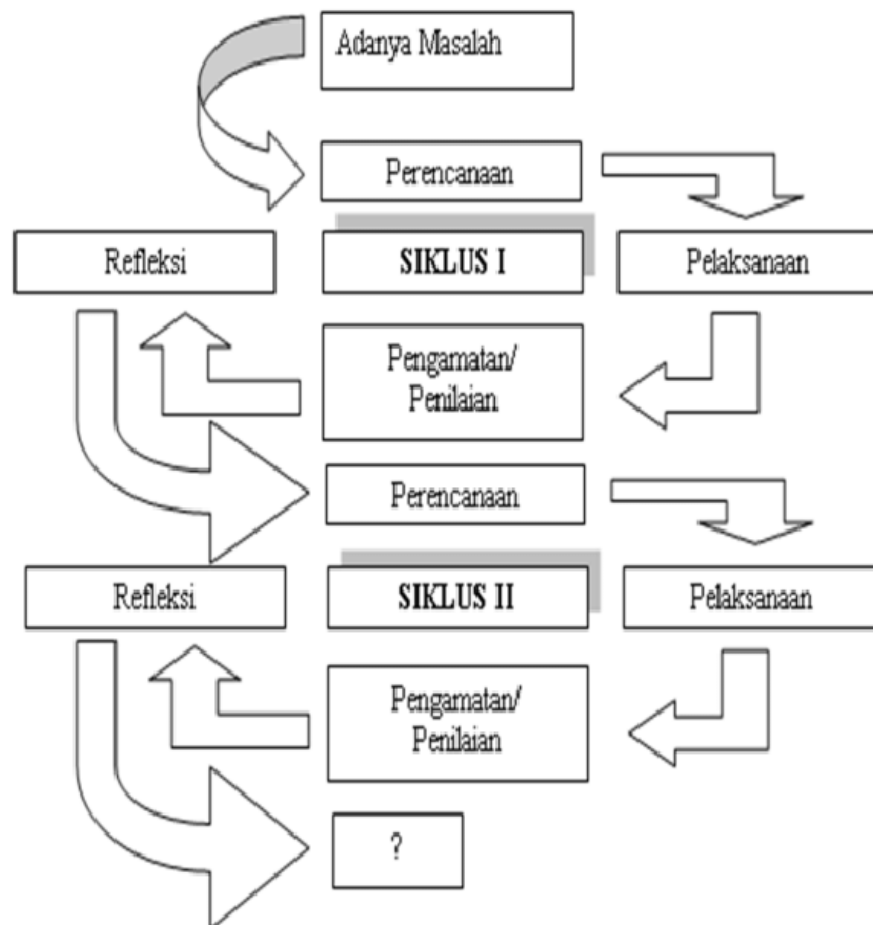 Adanya Masalah
Perencanaan
Refleksi
SIKLUS I
Pelaksanaan
Pengamatan/
Penilaian
Perencanaan
Refleksi
SIKLUS II
Pelaksanaan
Pengamatan/
Penilaian
?